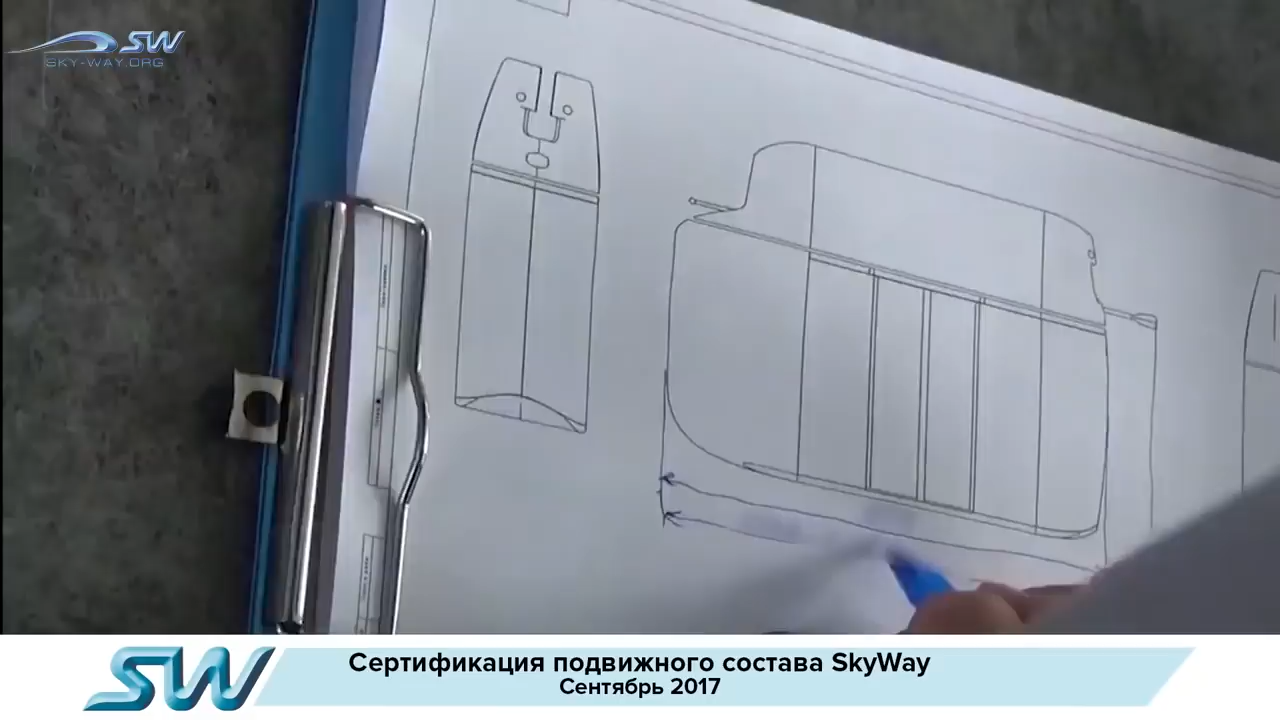 SW
SKY-WAY.ORG
SW
Сертификация подвижного состава SkyWay
Сентябрь 2017